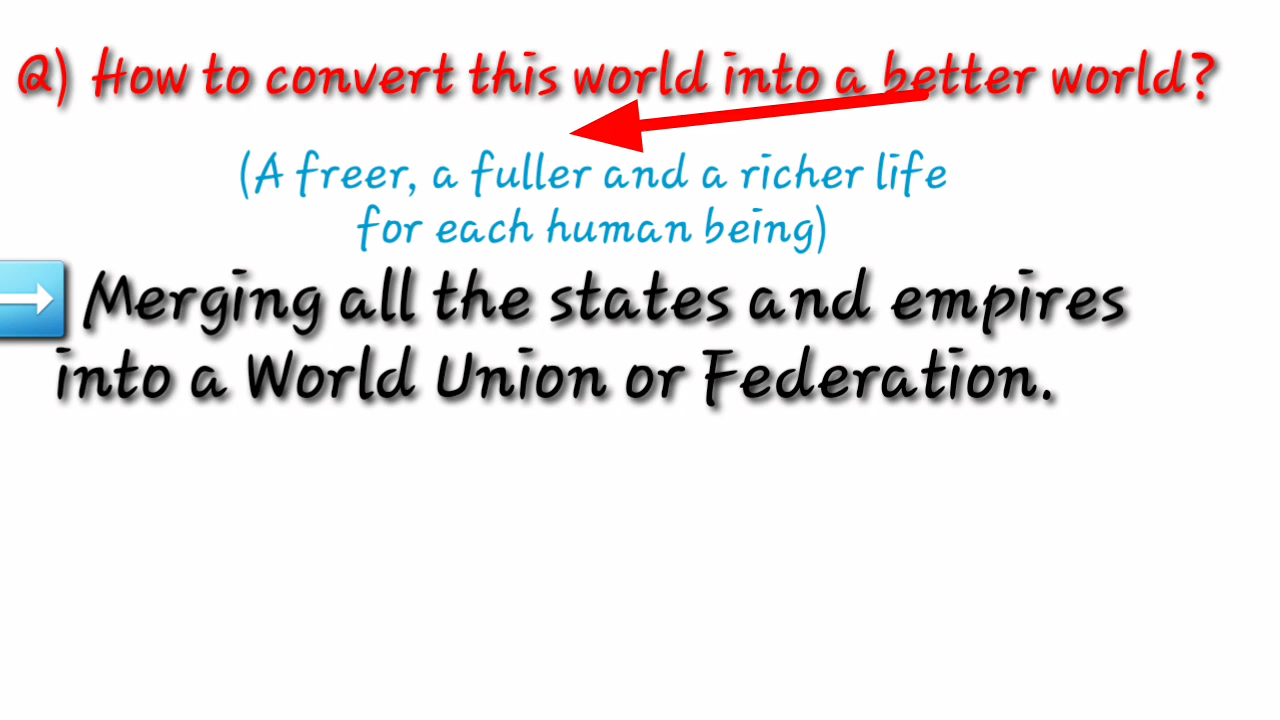 Q) How to convert this world into a better world?
(A freer, a fuller and a richer life
for each human being)
Merging all the states and empires
into a World Union or Federation.